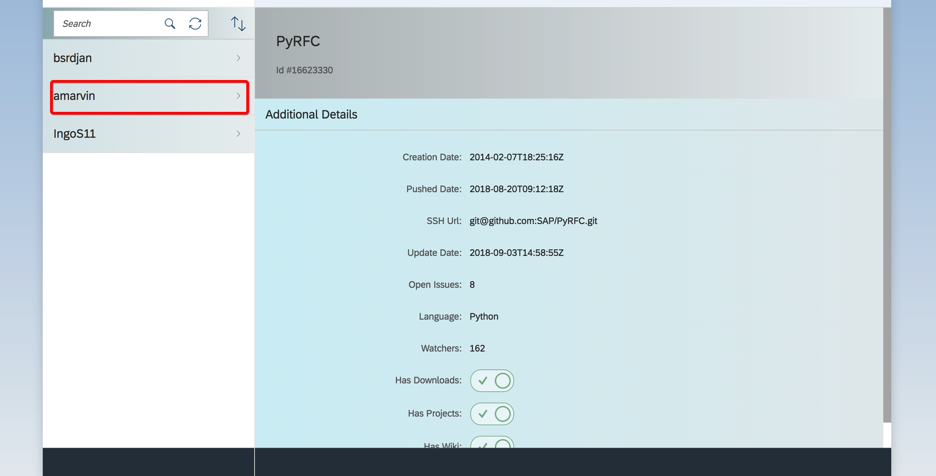 Search
bsrdjan
amarvin
IngoS11
PyRFC
Id #16623330
Additional Details
Creation Date: 2014-02-07T18:25:16Z
Pushed Date: 2018-08-20T09:12:18Z
SSH Url: git@github.com:SAP/PyRFC.git
Update Date: 2018-09-03T14:58:55Z
Open Issues: 8
Language: Python
Watchers: 162
Has Downloads:
Has Projects:
Has Wiki: